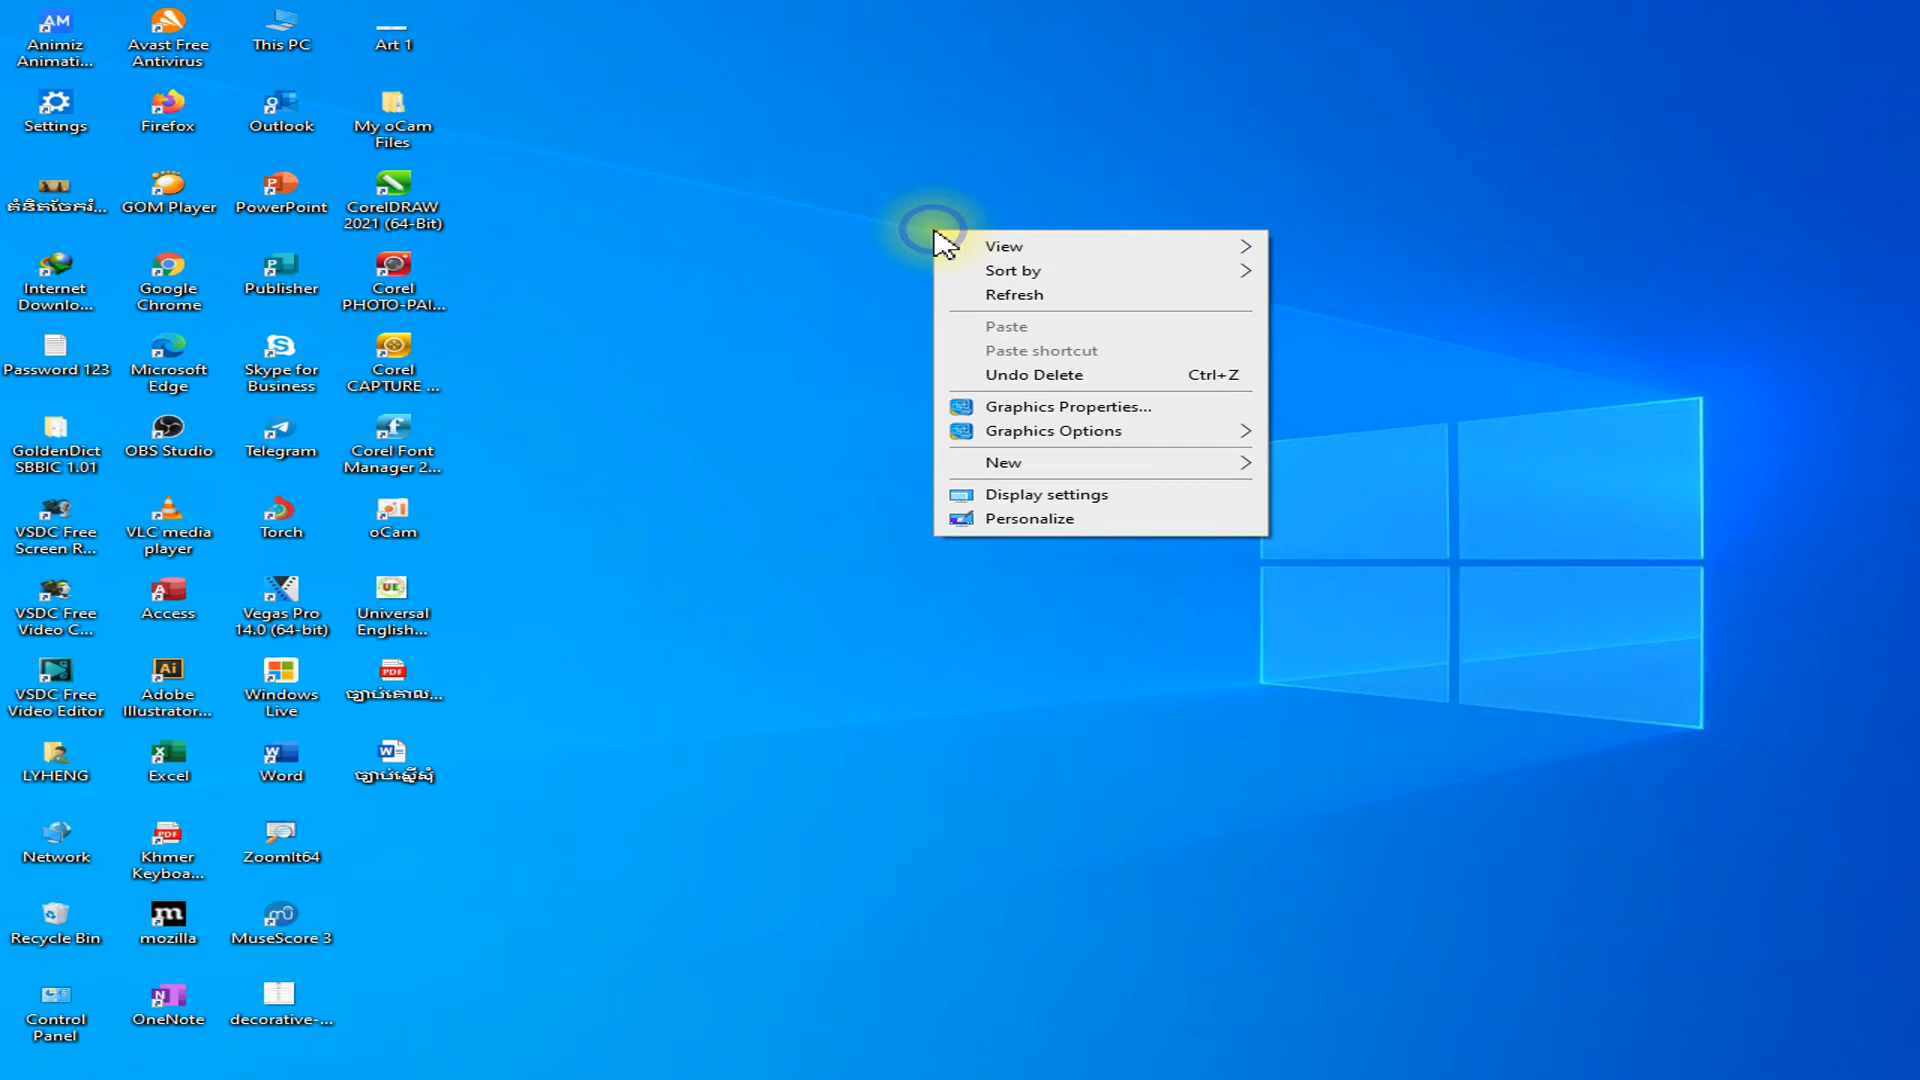 Animiz
Animati...
Avast Free
Antivirus
This PC
Art 1
Settings
Firefox
Outlook
My oCam
Files
គំនិតចែករំ...
GOM Player
PowerPoint
CorelDRAW
2021 (64-Bit)
Internet
Downlo...
Google
Chrome
Publisher
Corel
PHOTO-PAI...
Password 123
Microsoft
Edge
Skype for
Business
Corel
CAPTURE ...
GoldenDict
SBBIC 1.01
OBS Studio
Telegram
Corel Font
Manager 2...
VSDC Free
Screen R...
VLC media
player
Torch
oCam
VSDC Free
Video C...
Access
Vegas Pro
14.0 (64-bit)
Universal
English...
VSDC Free
Video Editor
Adobe
Illustrator...
Windows
Live
ច្បាប់គោល...
LYHENG
Excel
Word
ច្បាប់ស្នើសុំ
Network
Khmer
Keyboa...
ZoomIt64
Recycle Bin
mozilla
MuseScore 3
Control
Panel
OneNote
decorative-...
View
Sort by
Refresh
Paste
Paste shortcut
Undo Delete Ctrl+Z
Graphics Properties...
Graphics Options
New
Display settings
Personalize